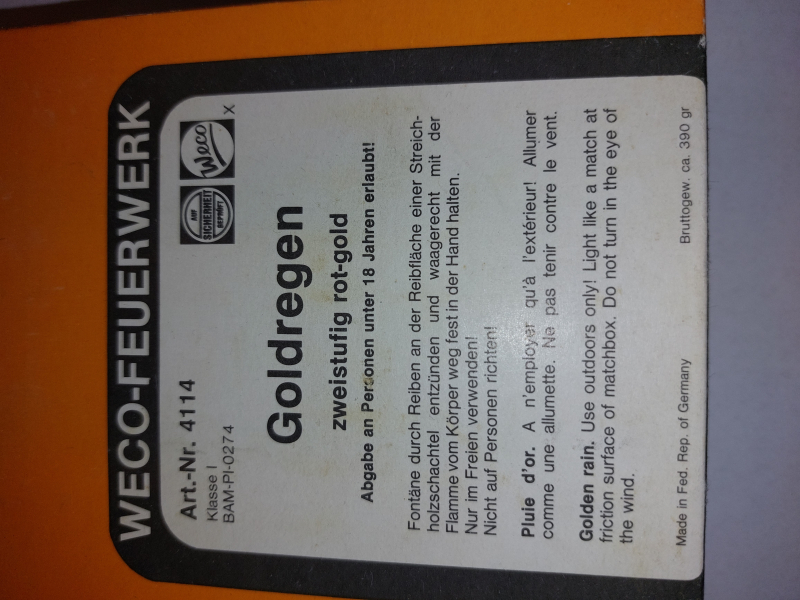 WECO-FEUERWERK
Art.-Nr. 4114
Klasse I
BAM-PI-0274
AUF
SICHERHEIT
GEPRÜFT
Weco
X
Goldregen
zweistufig rot-gold
Abgabe an Personen unter 18 Jahren erlaubt!
Fontäne durch Reiben an der Reibfläche einer Streich-
holzschachtel entzünden und waagerecht mit der
Flamme vom Körper weg fest in der Hand halten.
Nur im Freien verwenden!
Nicht auf Personen richten!
Pluie d'or. A n'employer qu'à l'extérieur! Allumer
comme une allumette. Ne pas tenir contre le vent.
Golden rain. Use outdoors only! Light like a match at
friction surface of matchbox. Do not turn in the eye of
the wind.
Made in Fed. Rep. of Germany
Bruttogew. ca. 390 gr